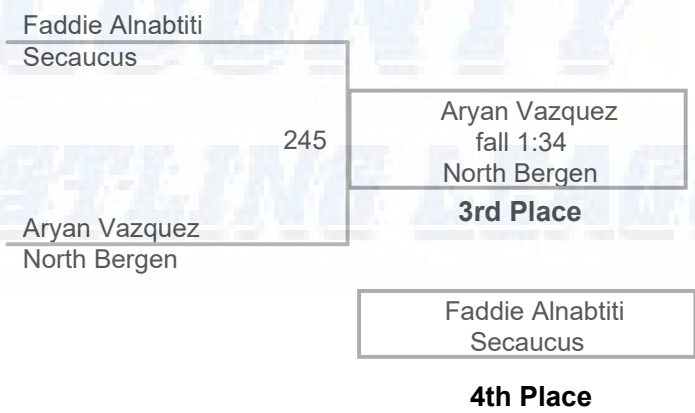 Faddie Alnabtiti
Secaucus
245
Aryan Vazquez
fall 1:34
North Bergen
3rd Place
Aryan Vazquez
North Bergen
Faddie Alnabtiti
Secaucus
4th Place